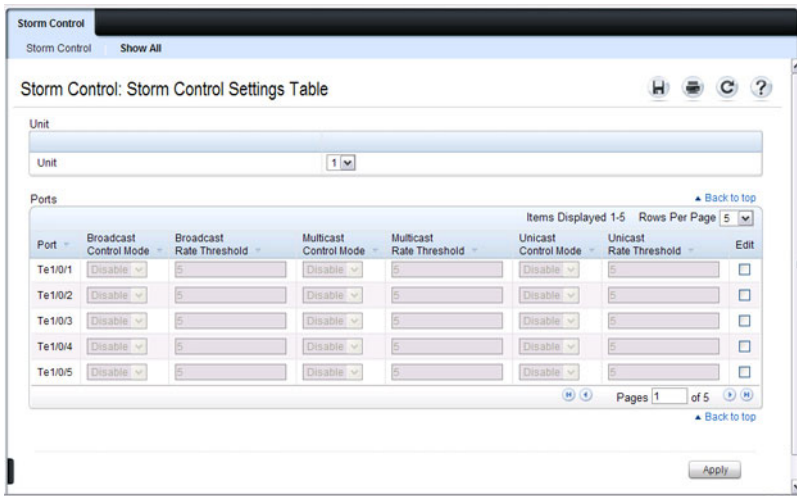 Storm Control
Storm Control Show All
Storm Control: Storm Control Settings Table
Unit
Unit 1
Ports Back to top
Items Displayed 1-5 Rows Per Page 5
Port Broadcast Control Mode Broadcast Rate Threshold Multicast Control Mode Multicast Rate Threshold Unicast Control Mode Unicast Rate Threshold Edit
Te1/0/1 Disable 5 Disable 5 Disable 5
Te1/0/2 Disable 5 Disable 5 Disable 5
Te1/0/3 Disable 5 Disable 5 Disable 5
Te1/0/4 Disable 5 Disable 5 Disable 5
Te1/0/5 Disable 5 Disable 5 Disable 5
Pages 1 of 5
Back to top
Apply